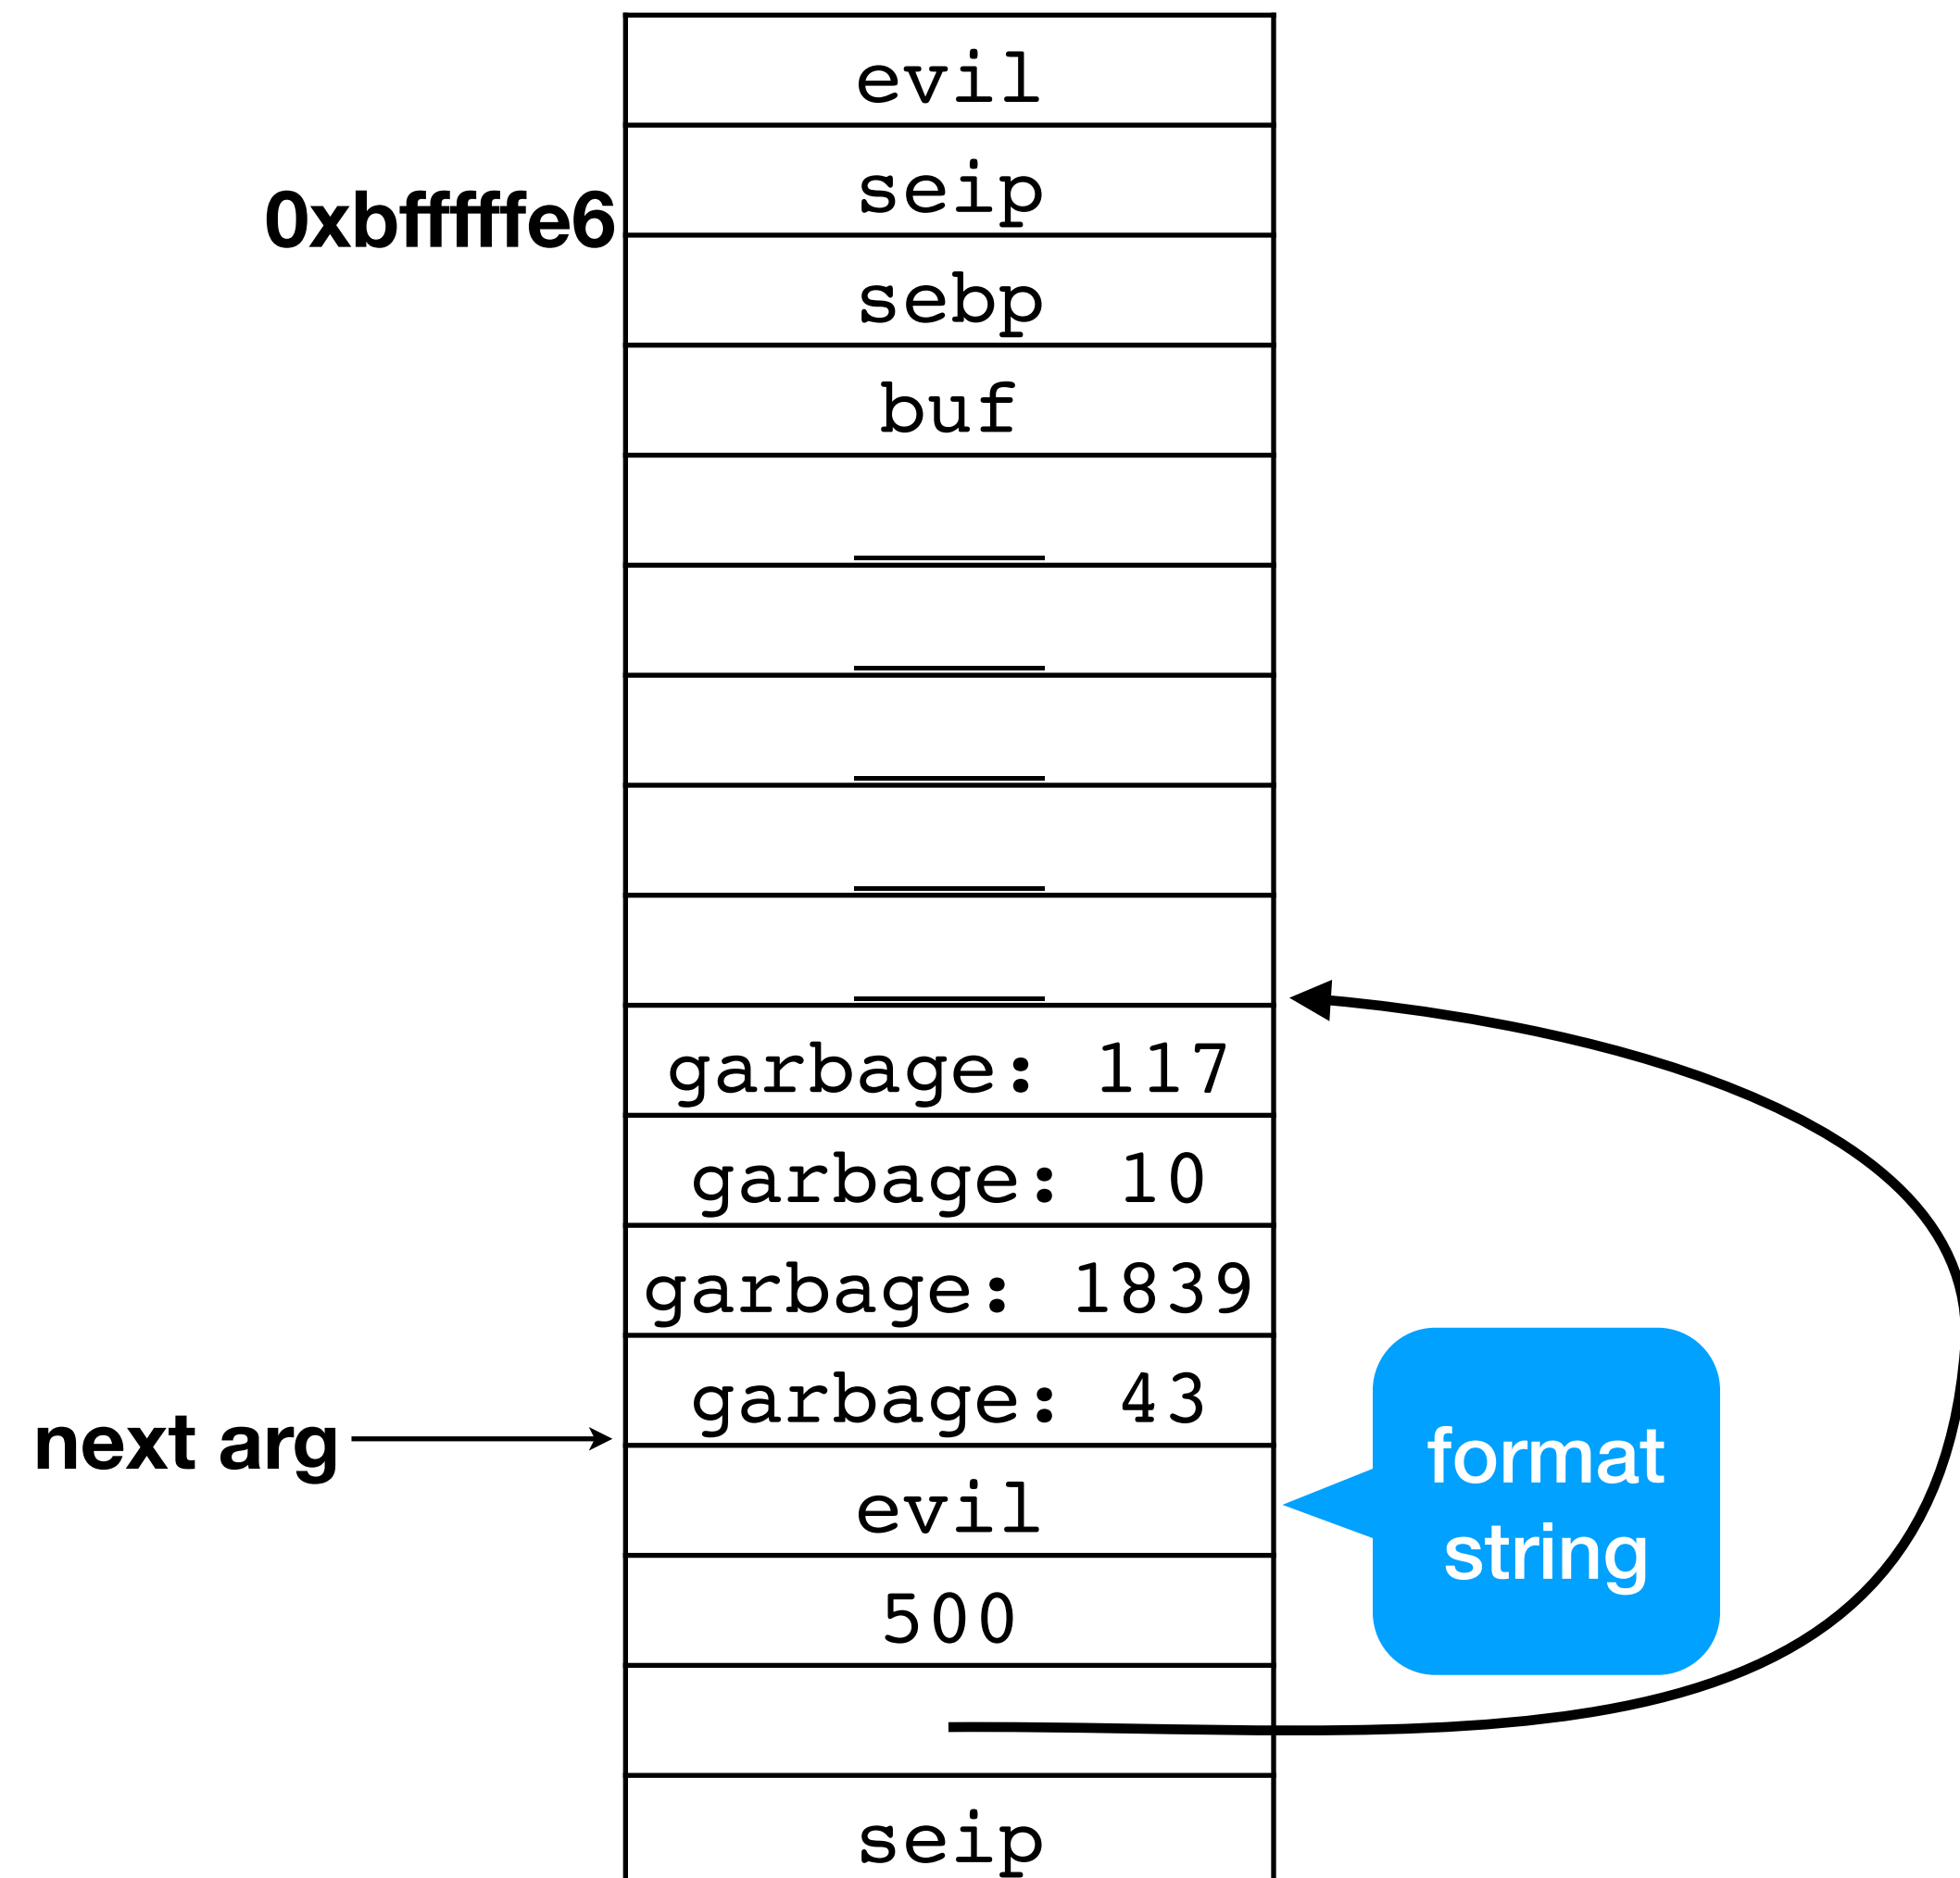 evil
seip
0xbfffffe6
sebp
buf
garbage: 117
garbage: 10
garbage: 1839
garbage: 43
next arg
evil
format
string
500
seip